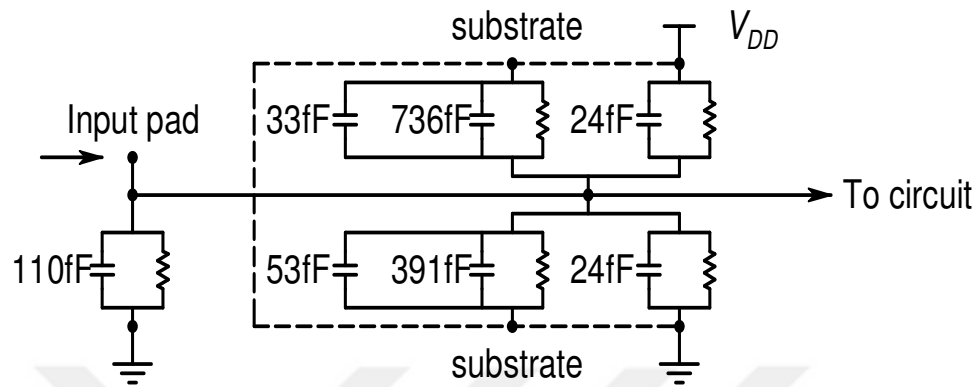 substrate
V_DD
33fF
736fF
24fF
Input pad
To circuit
110fF
53fF
391fF
24fF
substrate